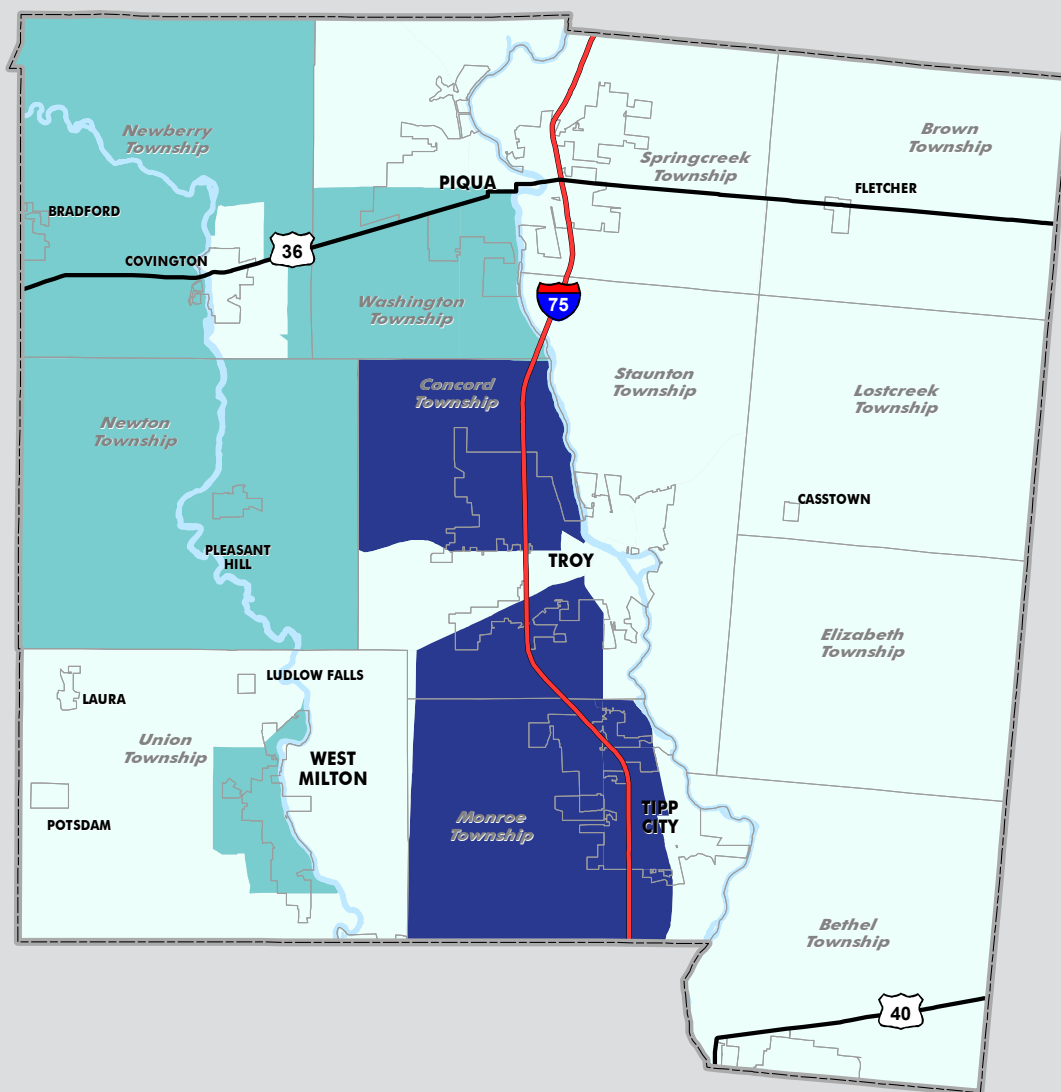 Newberry
Township
Brown
Township
Springcreek
Township
PIQUA
FLETCHER
BRADFORD
COVINGTON
36
75
Washington
Township
Concord
Township
Staunton
Township
Lostcreek
Township
Newton
Township
CASSTOWN
PLEASANT
HILL
TROY
Elizabeth
Township
LUDLOW FALLS
LAURA
Union
Township
WEST
MILTON
POTSDAM
Monroe
Township
TIPP
CITY
Bethel
Township
40